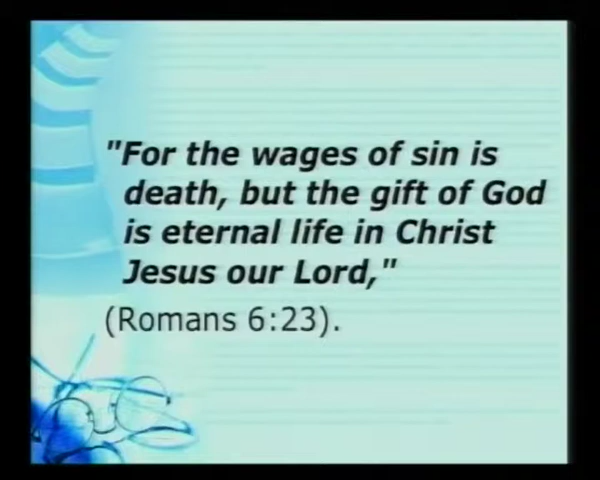 "For the wages of sin is
death, but the gift of God
is eternal life in Christ
Jesus our Lord,"
(Romans 6:23).